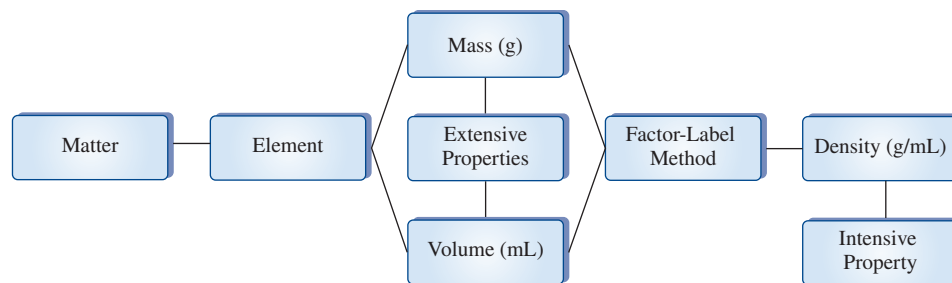 Matter
Element
Mass (g)
Extensive
Properties
Volume (mL)
Factor-Label
Method
Density (g/mL)
Intensive
Property